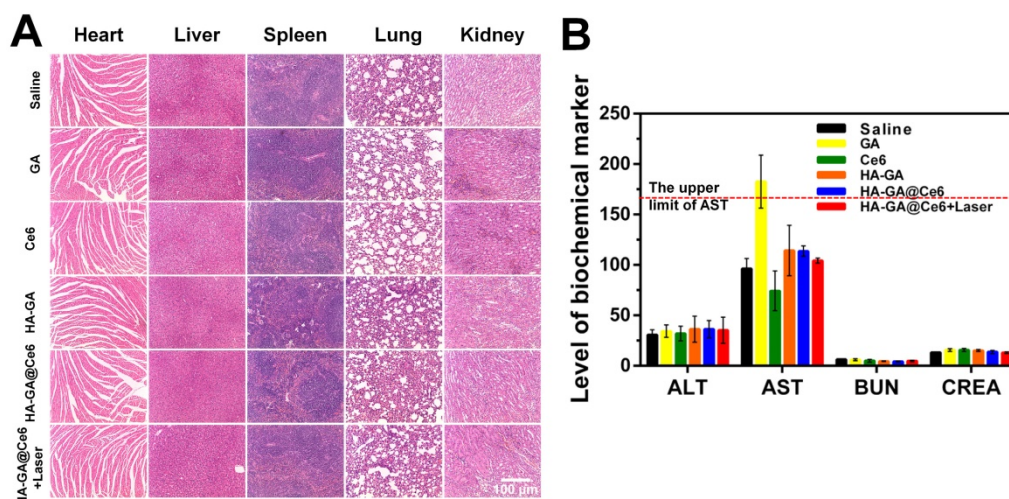 A
Heart Liver Spleen Lung Kidney
Saline
GA
Ce6
HA-GA
HA-GA@Ce6
HA-GA@Ce6
+Laser
100 μm
B
Level of biochemical marker
250
200
150
100
50
0
The upper
limit of AST
Saline
GA
Ce6
HA-GA
HA-GA@Ce6
HA-GA@Ce6+Laser
ALT AST BUN CREA